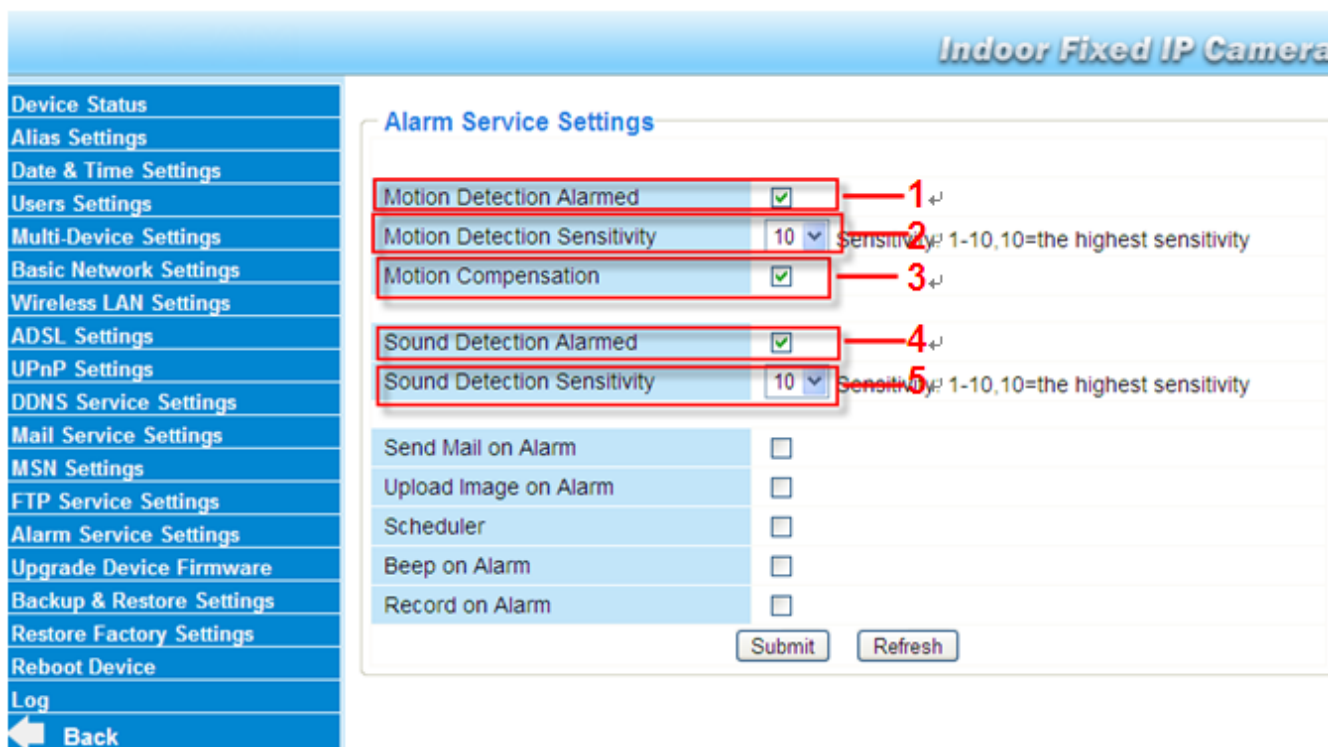 Indoor Fixed IP Camera
Device Status
Alias Settings
Date & Time Settings
Users Settings
Multi-Device Settings
Basic Network Settings
Wireless LAN Settings
ADSL Settings
UPnP Settings
DDNS Service Settings
Mail Service Settings
MSN Settings
FTP Service Settings
Alarm Service Settings
Upgrade Device Firmware
Backup & Restore Settings
Restore Factory Settings
Reboot Device
Log
Back
Alarm Service Settings
Motion Detection Alarmed 1
Motion Detection Sensitivity 10 2 Sensitivity: 1-10,10=the highest sensitivity
Motion Compensation 3
Sound Detection Alarmed 4
Sound Detection Sensitivity 10 5 Sensitivity: 1-10,10=the highest sensitivity
Send Mail on Alarm
Upload Image on Alarm
Scheduler
Beep on Alarm
Record on Alarm
Submit Refresh